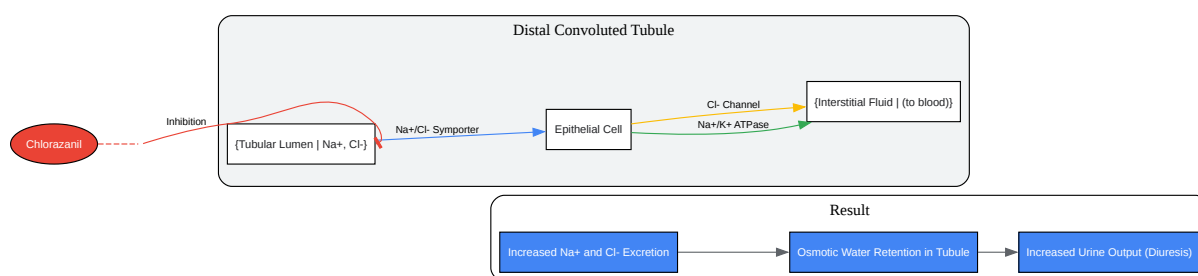 Distal Convoluted Tubule
Chlorazanil
Inhibition
{Tubular Lumen | Na+, Cl-}
Na+/Cl- Symporter
Epithelial Cell
Cl- Channel
Na+/K+ ATPase
{Interstitial Fluid | (to blood)}
Result
Increased Na+ and Cl- Excretion
Osmotic Water Retention in Tubule
Increased Urine Output (Diuresis)